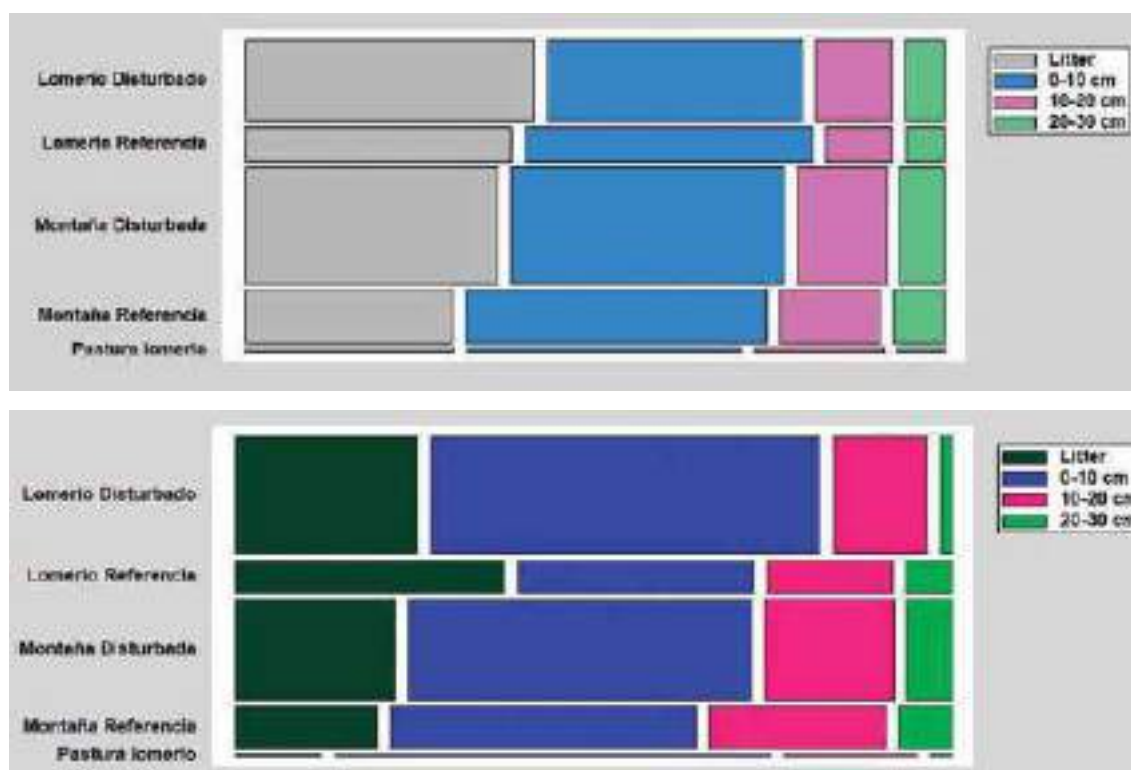 Lomerio Disturbado
Lomerio Referencia
Montaña Disturbada
Montaña Referencia
Pastura lomerio
Litter
0-10 cm
10-20 cm
20-30 cm
Lomerio Disturbado
Lomerio Referencia
Montaña Disturbada
Montaña Referencia
Pastura lomerio
Litter
0-10 cm
10-20 cm
20-30 cm